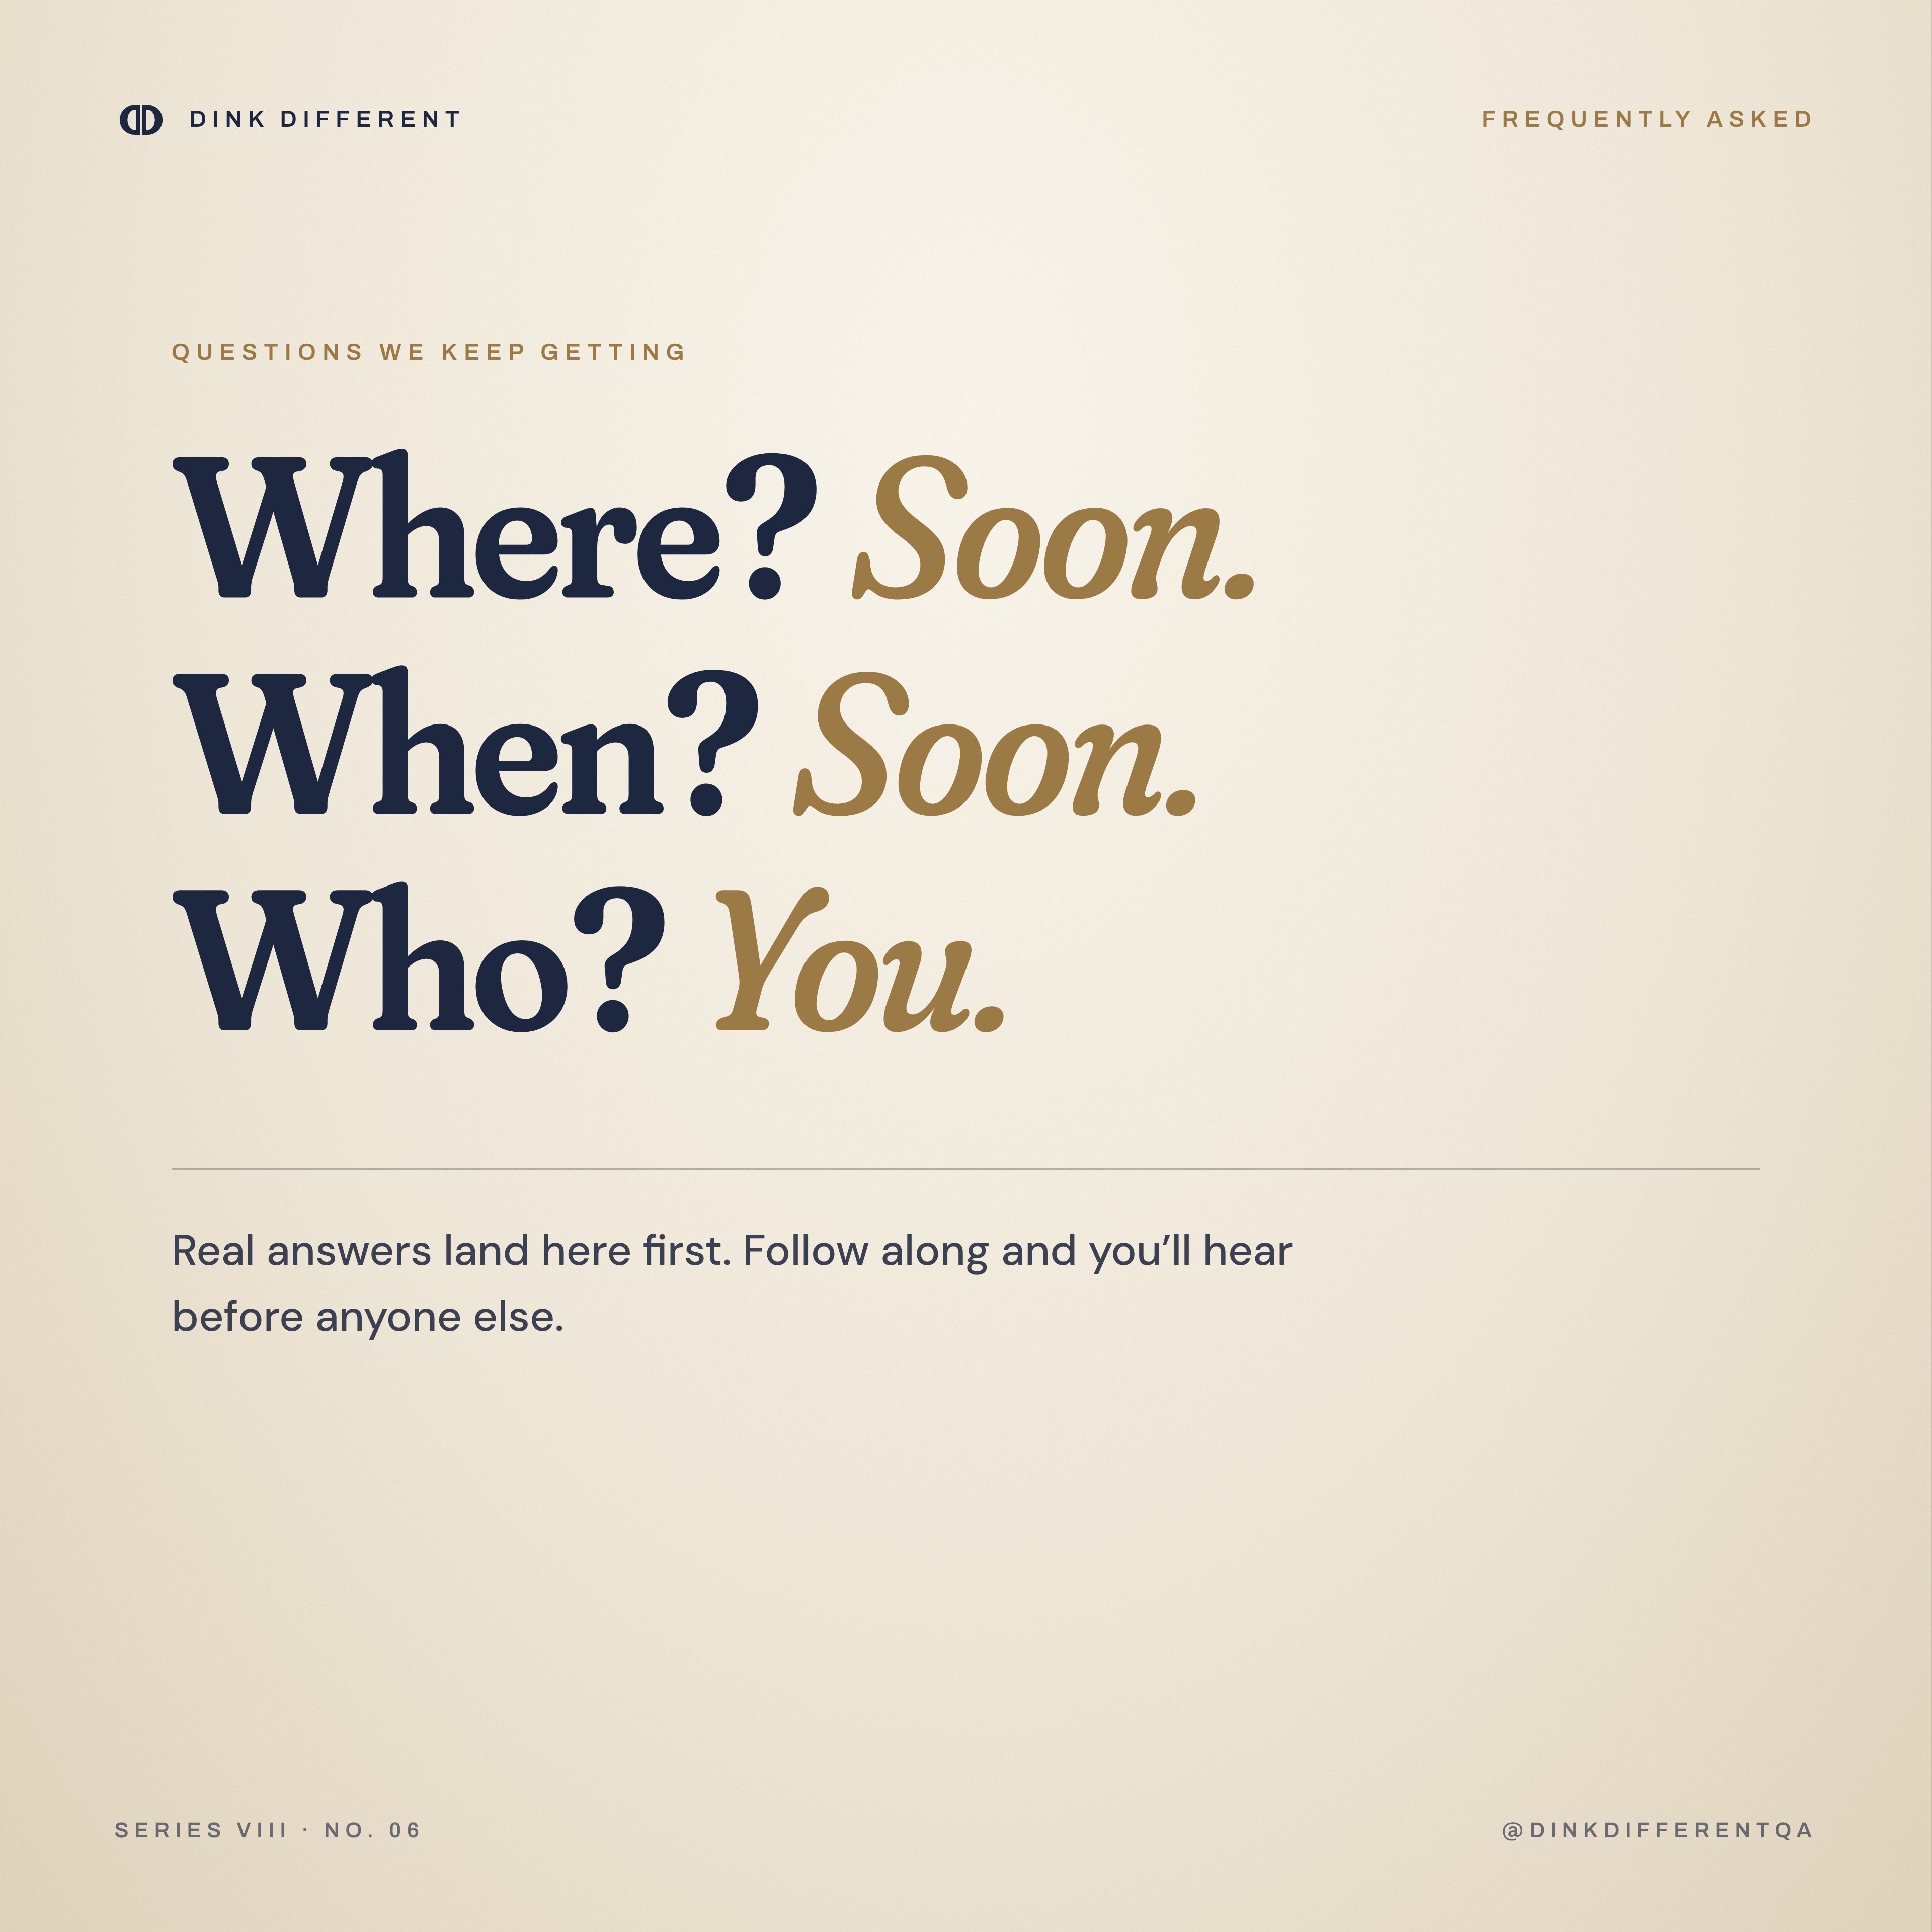 DINK DIFFERENT
FREQUENTLY ASKED
QUESTIONS WE KEEP GETTING
Where? Soon.
When? Soon.
Who? You.
Real answers land here first. Follow along and you’ll hear
before anyone else.
SERIES VIII · NO. 06
@DINKDIFFERENTQA